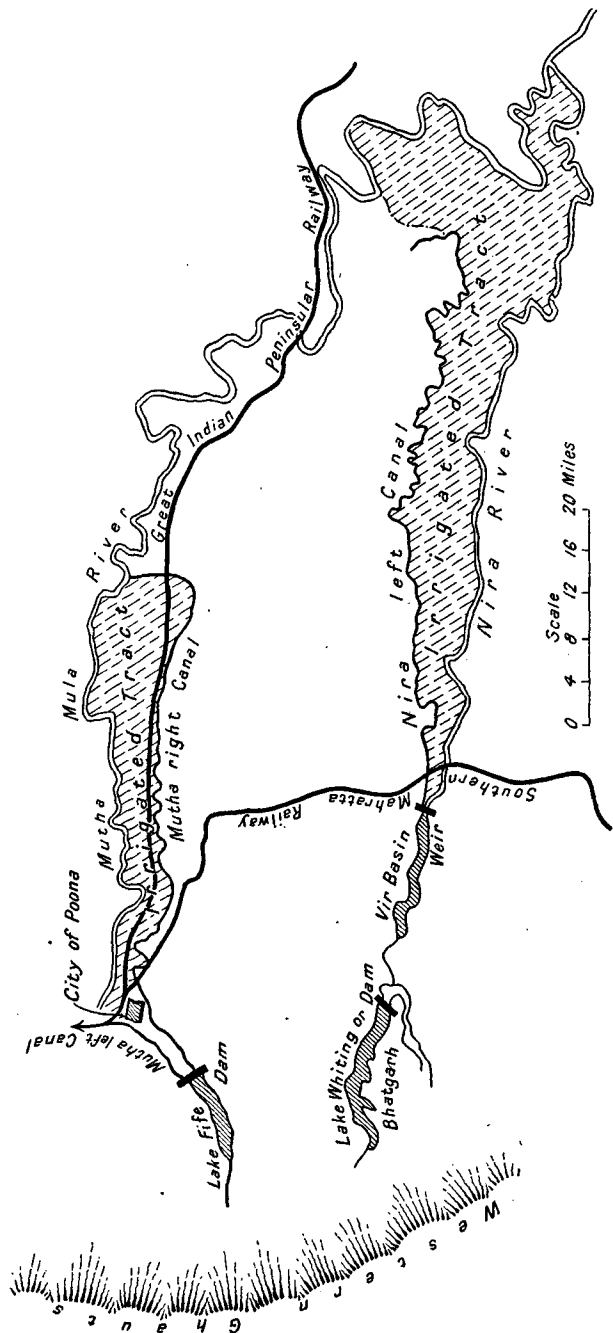 Western Ghauts
Lake Fife
Dam
Mutha left Canal
City of Poona
Mutha Mula River
Irrigated Tract
Mutha right Canal
Great Indian Peninsular Railway
Lake Whiting or Dam
Bhatgarh
Vir Basin
Weir
Southern Mahratta Railway
Nira left Canal
Irrigated Tract
Nira River
Scale
0 4 8 12 16 20 Miles